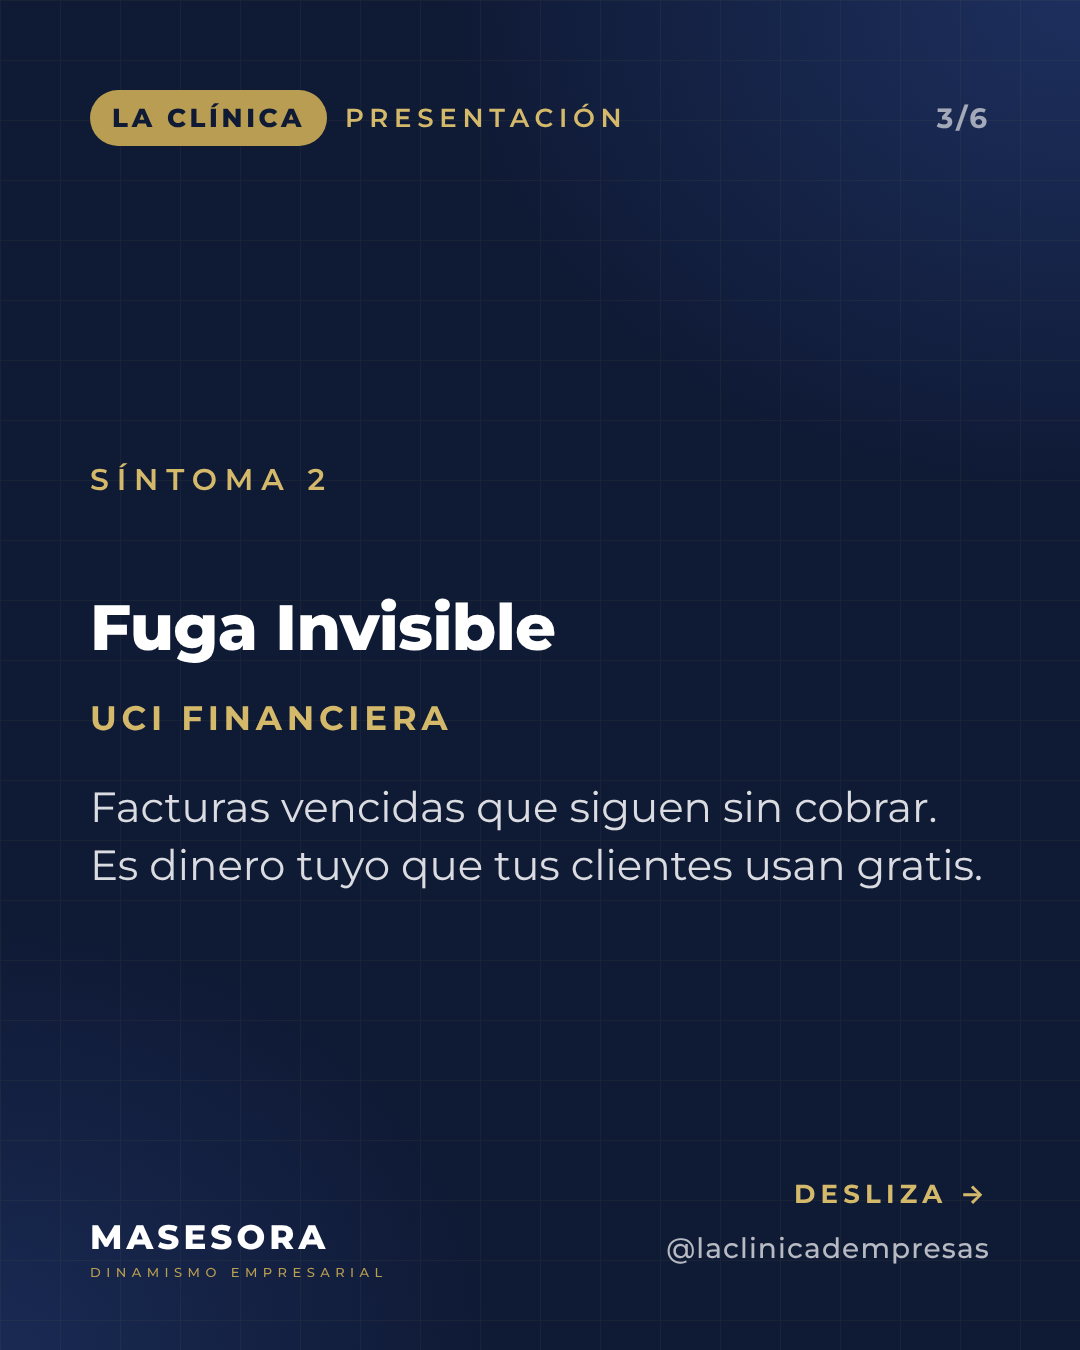 LA CLÍNICA PRESENTACIÓN 3/6
SÍNTOMA 2
Fuga Invisible
UCI FINANCIERA
Facturas vencidas que siguen sin cobrar.
Es dinero tuyo que tus clientes usan gratis.
DESLIZA →
MASESORA
DINAMISMO EMPRESARIAL
@laclinicadempresas